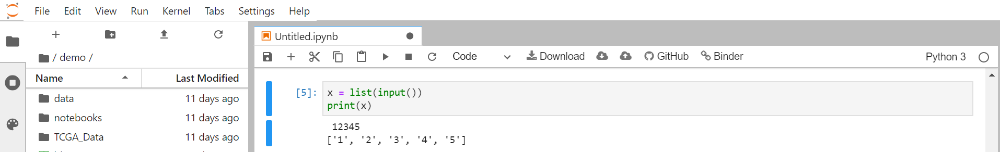 File Edit View Run Kernel Tabs Settings Help
/ demo /
Name Last Modified
data 11 days ago
notebooks 11 days ago
TCGA_Data 11 days ago
Untitled.ipynb
Code Download GitHub Binder Python 3
[5]: x = list(input())
print(x)
12345
['1', '2', '3', '4', '5']